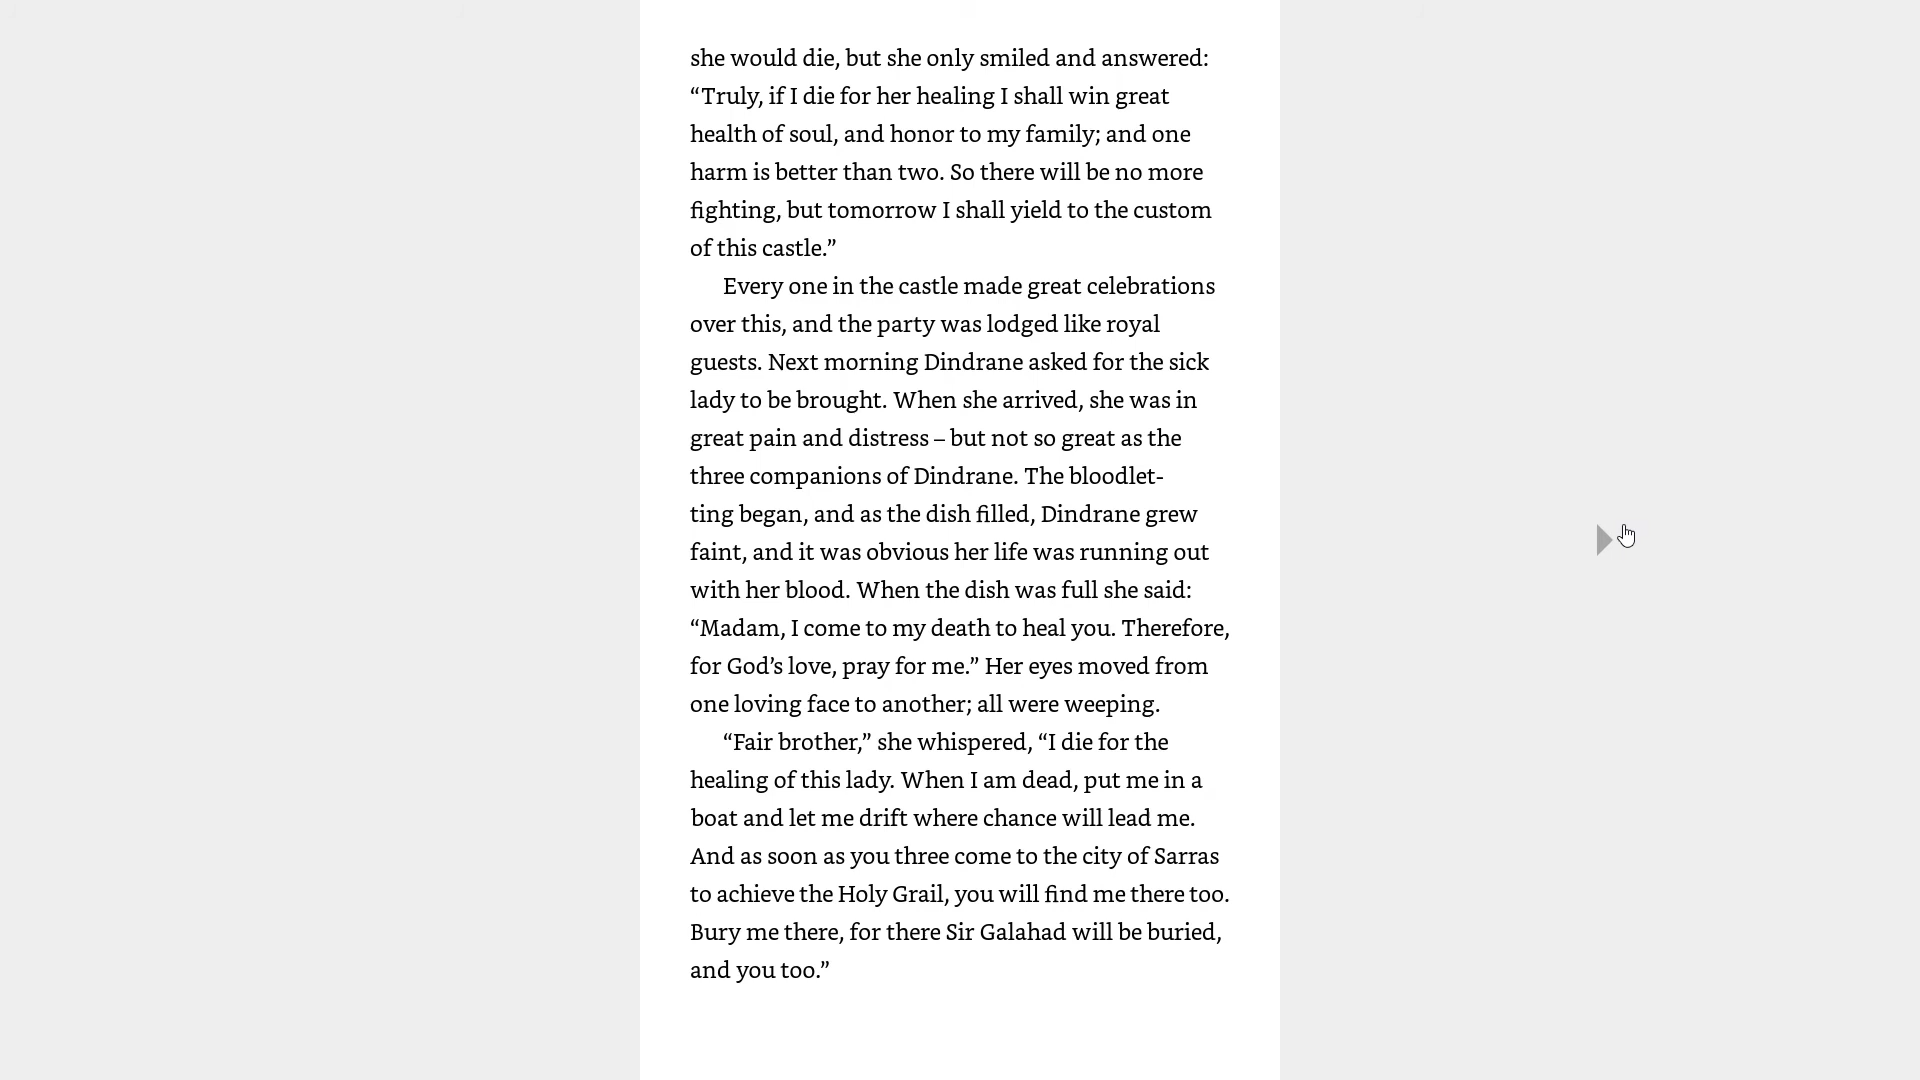 she would die, but she only smiled and answered:
“Truly, if I die for her healing I shall win great
health of soul, and honor to my family; and one
harm is better than two. So there will be no more
fighting, but tomorrow I shall yield to the custom
of this castle.”
Every one in the castle made great celebrations
over this, and the party was lodged like royal
guests. Next morning Dindrane asked for the sick
lady to be brought. When she arrived, she was in
great pain and distress – but not so great as the
three companions of Dindrane. The bloodlet-
ting began, and as the dish filled, Dindrane grew
faint, and it was obvious her life was running out
with her blood. When the dish was full she said:
“Madam, I come to my death to heal you. Therefore,
for God’s love, pray for me.” Her eyes moved from
one loving face to another; all were weeping.
“Fair brother,” she whispered, “I die for the
healing of this lady. When I am dead, put me in a
boat and let me drift where chance will lead me.
And as soon as you three come to the city of Sarras
to achieve the Holy Grail, you will find me there too.
Bury me there, for there Sir Galahad will be buried,
and you too.”